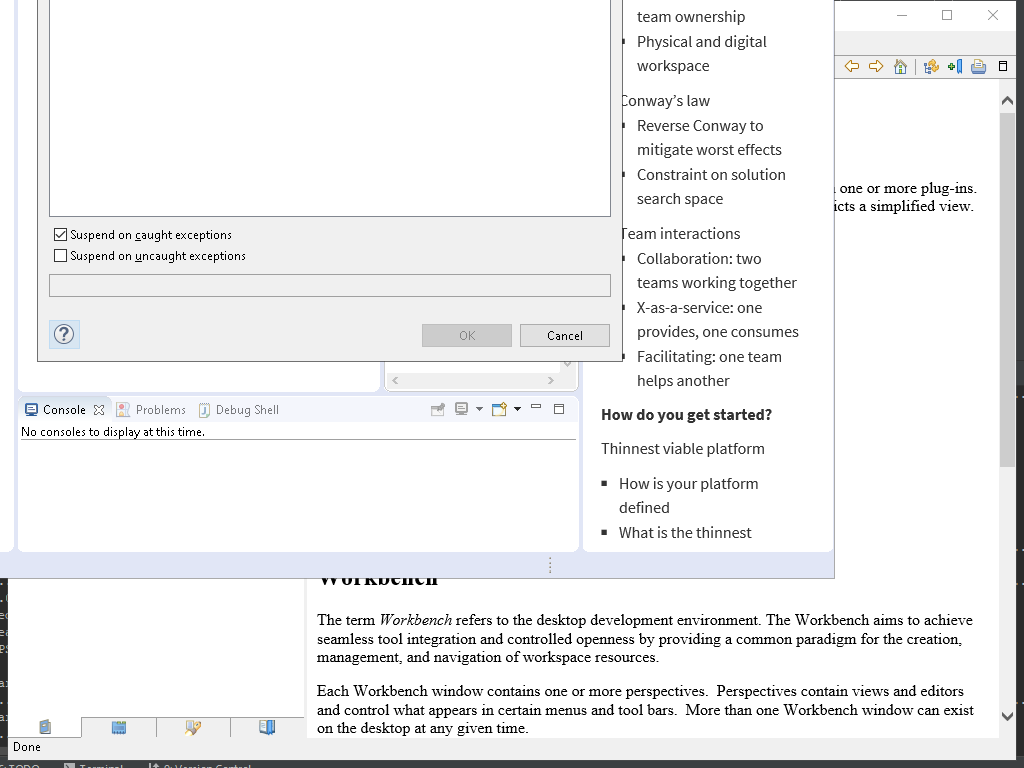 team ownership
Physical and digital
workspace
Conway's law
Reverse Conway to
mitigate worst effects
Constraint on solution
search space
one or more plug-ins.
icts a simplified view.
Team interactions
Collaboration: two
teams working together
X-as-a-service: one
provides, one consumes
Facilitating: one team
helps another
How do you get started?
Thinnest viable platform
How is your platform
defined
What is the thinnest
Suspend on caught exceptions
Suspend on uncaught exceptions
OK
Cancel
Console
Problems
Debug Shell
No consoles to display at this time.
Workbench
The term Workbench refers to the desktop development environment. The Workbench aims to achieve
seamless tool integration and controlled openness by providing a common paradigm for the creation,
management, and navigation of workspace resources.
Each Workbench window contains one or more perspectives. Perspectives contain views and editors
and control what appears in certain menus and tool bars. More than one Workbench window can exist
on the desktop at any given time.
Done
TODO
Terminal
9: Version Control